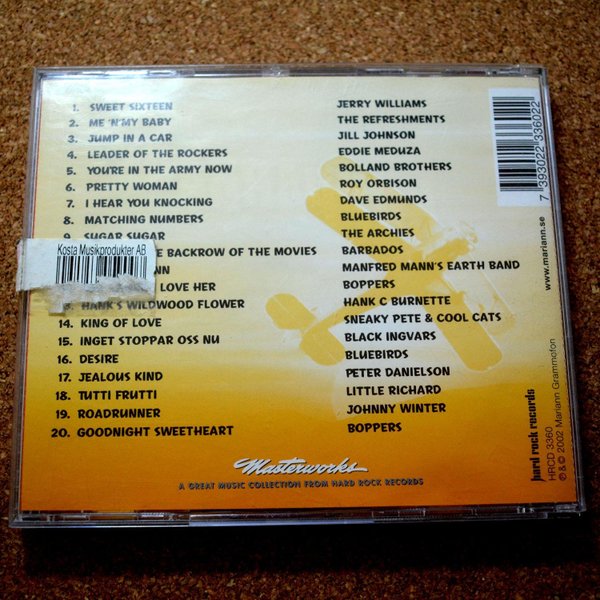 1. SWEET SIXTEEN JERRY WILLIAMS
2. ME 'N' MY BABY THE REFRESHMENTS
3. JUMP IN A CAR JILL JOHNSON
4. LEADER OF THE ROCKERS EDDIE MEDUZA
5. YOU'RE IN THE ARMY NOW BOLLAND BROTHERS
6. PRETTY WOMAN ROY ORBISON
7. I HEAR YOU KNOCKING DAVE EDMUNDS
8. MATCHING NUMBERS BLUEBIRDS
9. SUGAR SUGAR THE ARCHIES
BACKROW OF THE MOVIES BARBADOS
MANFRED MANN'S EARTH BAND
LOVE HER BOPPERS
HANK'S WILDWOOD FLOWER HANK C BURNETTE
14. KING OF LOVE SNEAKY PETE & COOL CATS
15. INGET STOPPAR OSS NU BLACK INGVARS
16. DESIRE BLUEBIRDS
17. JEALOUS KIND PETER DANIELSON
18. TUTTI FRUTTI LITTLE RICHARD
19. ROADRUNNER JOHNNY WINTER
20. GOODNIGHT SWEETHEART BOPPERS
Kosta Musikprodukter AB
Masterworks
A GREAT MUSIC COLLECTION FROM HARD ROCK RECORDS
7 393022 336022
www.mariann.se
hard rock records
HRCD 3360
℗ & © 2002 Mariann Grammofon